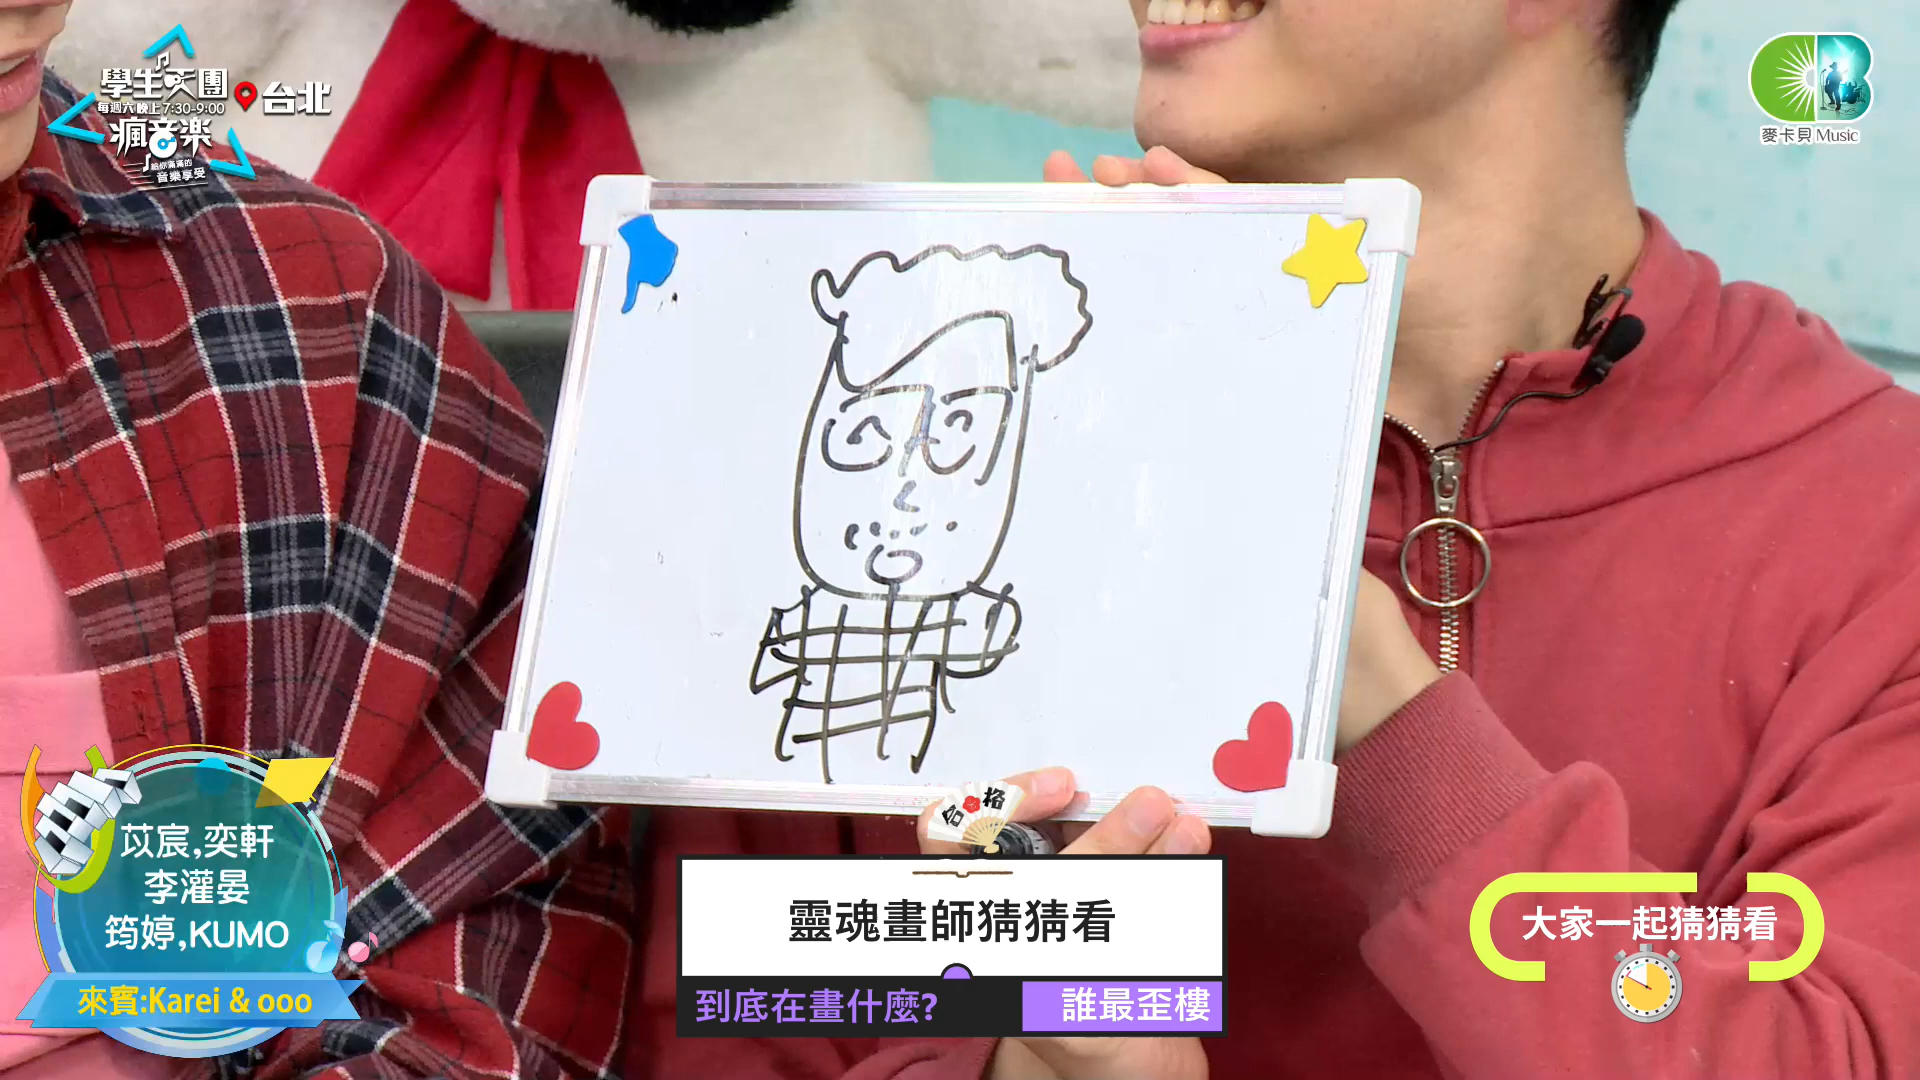 學生天團
每週六晚上7:30-9:00
瘋音樂
給你滿滿的
音樂享受
台北
麥卡貝 Music
苡宸,奕軒
李灌晏
筠婷,KUMO
來賓:Karei & ooo
合格
靈魂畫師猜猜看
到底在畫什麼?
誰最歪樓
大家一起猜猜看